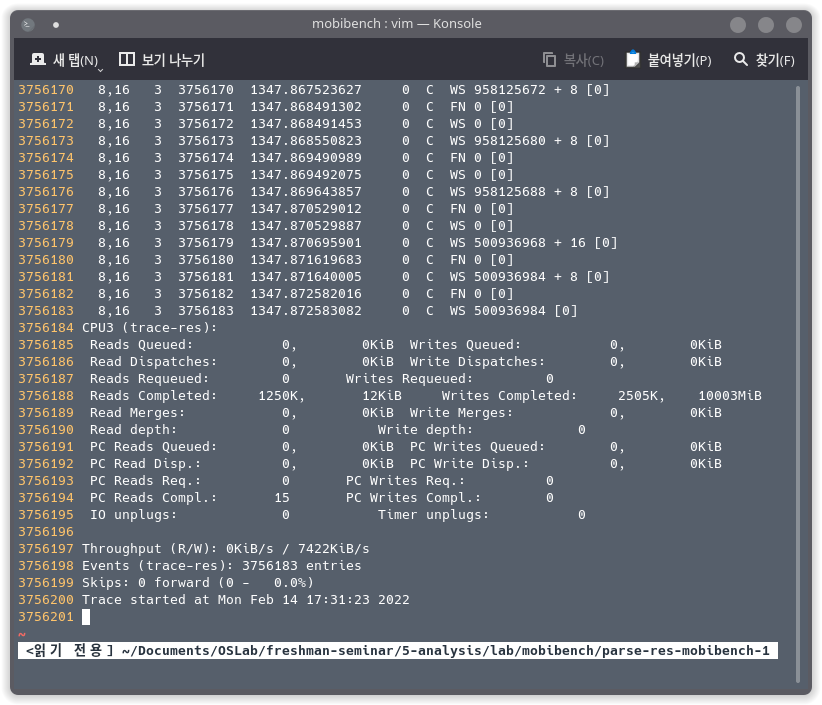 mobibench : vim — Konsole
새 탭(N) 보기 나누기 복사(C) 붙여넣기(P) 찾기(F)
3756170   8,16   3  3756170  1347.867523627     0  C  WS 958125672 + 8 [0]
3756171   8,16   3  3756171  1347.868491302     0  C  FN 0 [0]
3756172   8,16   3  3756172  1347.868491453     0  C  WS 0 [0]
3756173   8,16   3  3756173  1347.868550823     0  C  WS 958125680 + 8 [0]
3756174   8,16   3  3756174  1347.869490989     0  C  FN 0 [0]
3756175   8,16   3  3756175  1347.869492075     0  C  WS 0 [0]
3756176   8,16   3  3756176  1347.869643857     0  C  WS 958125688 + 8 [0]
3756177   8,16   3  3756177  1347.870529012     0  C  FN 0 [0]
3756178   8,16   3  3756178  1347.870529887     0  C  WS 0 [0]
3756179   8,16   3  3756179  1347.870695901     0  C  WS 500936968 + 16 [0]
3756180   8,16   3  3756180  1347.871619683     0  C  FN 0 [0]
3756181   8,16   3  3756181  1347.871640005     0  C  WS 500936984 + 8 [0]
3756182   8,16   3  3756182  1347.872582016     0  C  FN 0 [0]
3756183   8,16   3  3756183  1347.872583082     0  C  WS 500936984 [0]
3756184 CPU3 (trace-res):
3756185  Reads Queued:           0,        0KiB  Writes Queued:           0,        0KiB
3756186  Read Dispatches:        0,        0KiB  Write Dispatches:        0,        0KiB
3756187  Reads Requeued:         0       Writes Requeued:         0
3756188  Reads Completed:     1250K,       12KiB     Writes Completed:     2505K,    10003MiB
3756189  Read Merges:            0,        0KiB  Write Merges:            0,        0KiB
3756190  Read depth:             0           Write depth:             0
3756191  PC Reads Queued:        0,        0KiB  PC Writes Queued:        0,        0KiB
3756192  PC Read Disp.:          0,        0KiB  PC Write Disp.:          0,        0KiB
3756193  PC Reads Req.:          0       PC Writes Req.:          0
3756194  PC Reads Compl.:       15       PC Writes Compl.:        0
3756195  IO unplugs:             0           Timer unplugs:           0
3756196
3756197 Throughput (R/W): 0KiB/s / 7422KiB/s
3756198 Events (trace-res): 3756183 entries
3756199 Skips: 0 forward (0 -   0.0%)
3756200 Trace started at Mon Feb 14 17:31:23 2022
3756201
~
<읽기 전용] ~/Documents/OSLab/freshman-seminar/5-analysis/lab/mobibench/parse-res-mobibench-1